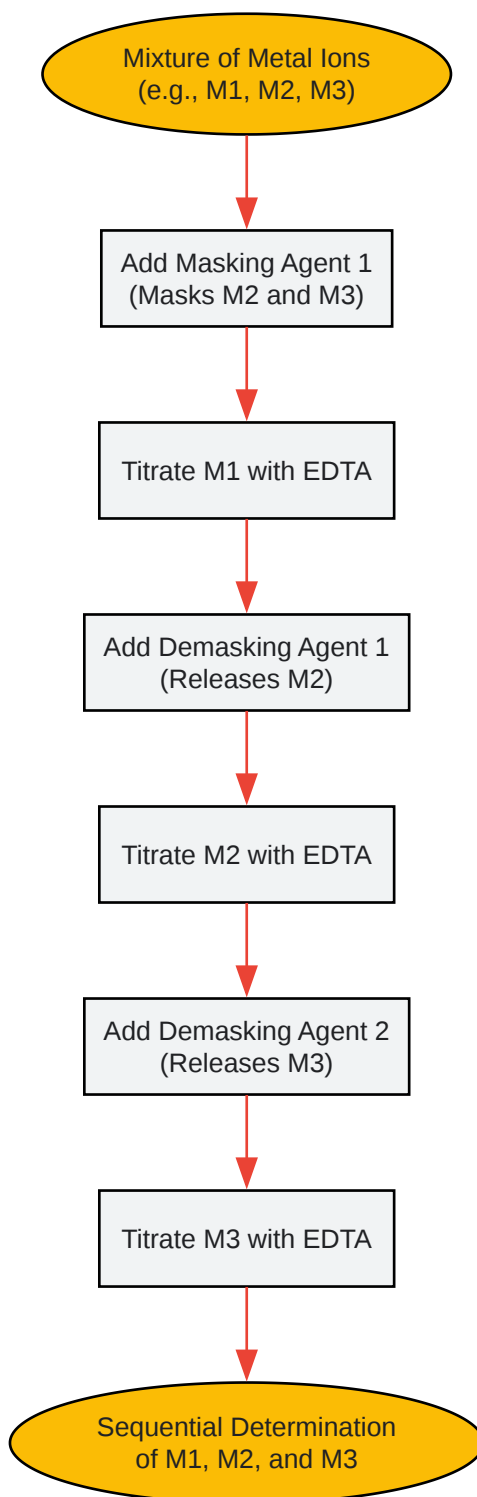 Mixture of Metal Ions
(e.g., M1, M2, M3)
Add Masking Agent 1
(Masks M2 and M3)
Titrate M1 with EDTA
Add Demasking Agent 1
(Releases M2)
Titrate M2 with EDTA
Add Demasking Agent 2
(Releases M3)
Titrate M3 with EDTA
Sequential Determination
of M1, M2, and M3